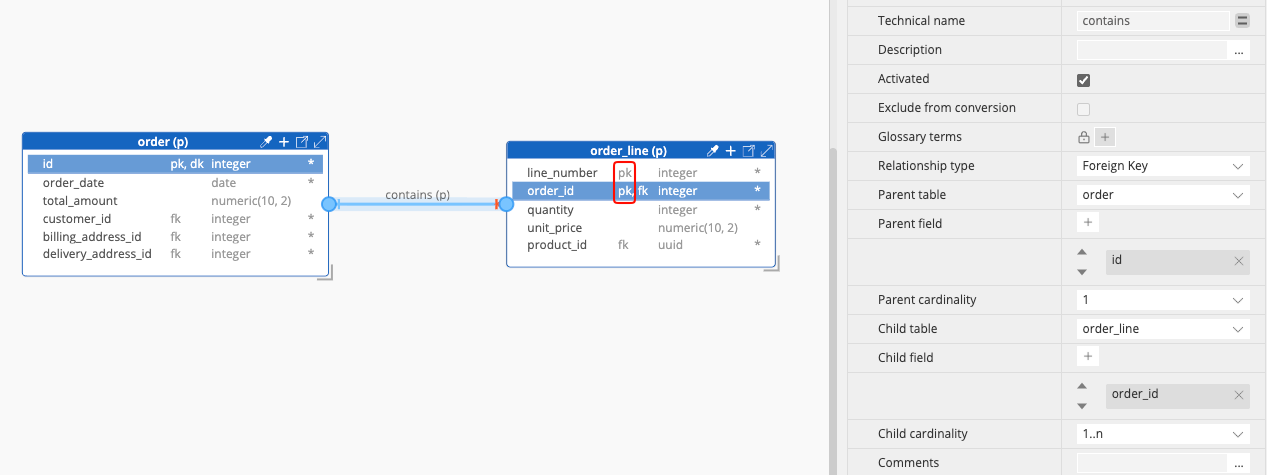 order (p)
id pk, dk integer *
order_date date *
total_amount numeric(10, 2)
customer_id fk integer *
billing_address_id fk integer *
delivery_address_id fk integer *
contains (p)
order_line (p)
line_number pk integer *
order_id pk, fk integer *
quantity integer *
unit_price numeric(10, 2)
product_id fk uuid *
Technical name contains
Description ...
Activated
Exclude from conversion
Glossary terms +
Relationship type Foreign Key
Parent table order
Parent field +
id
Parent cardinality 1
Child table order_line
Child field +
order_id
Child cardinality 1..n
Comments ...